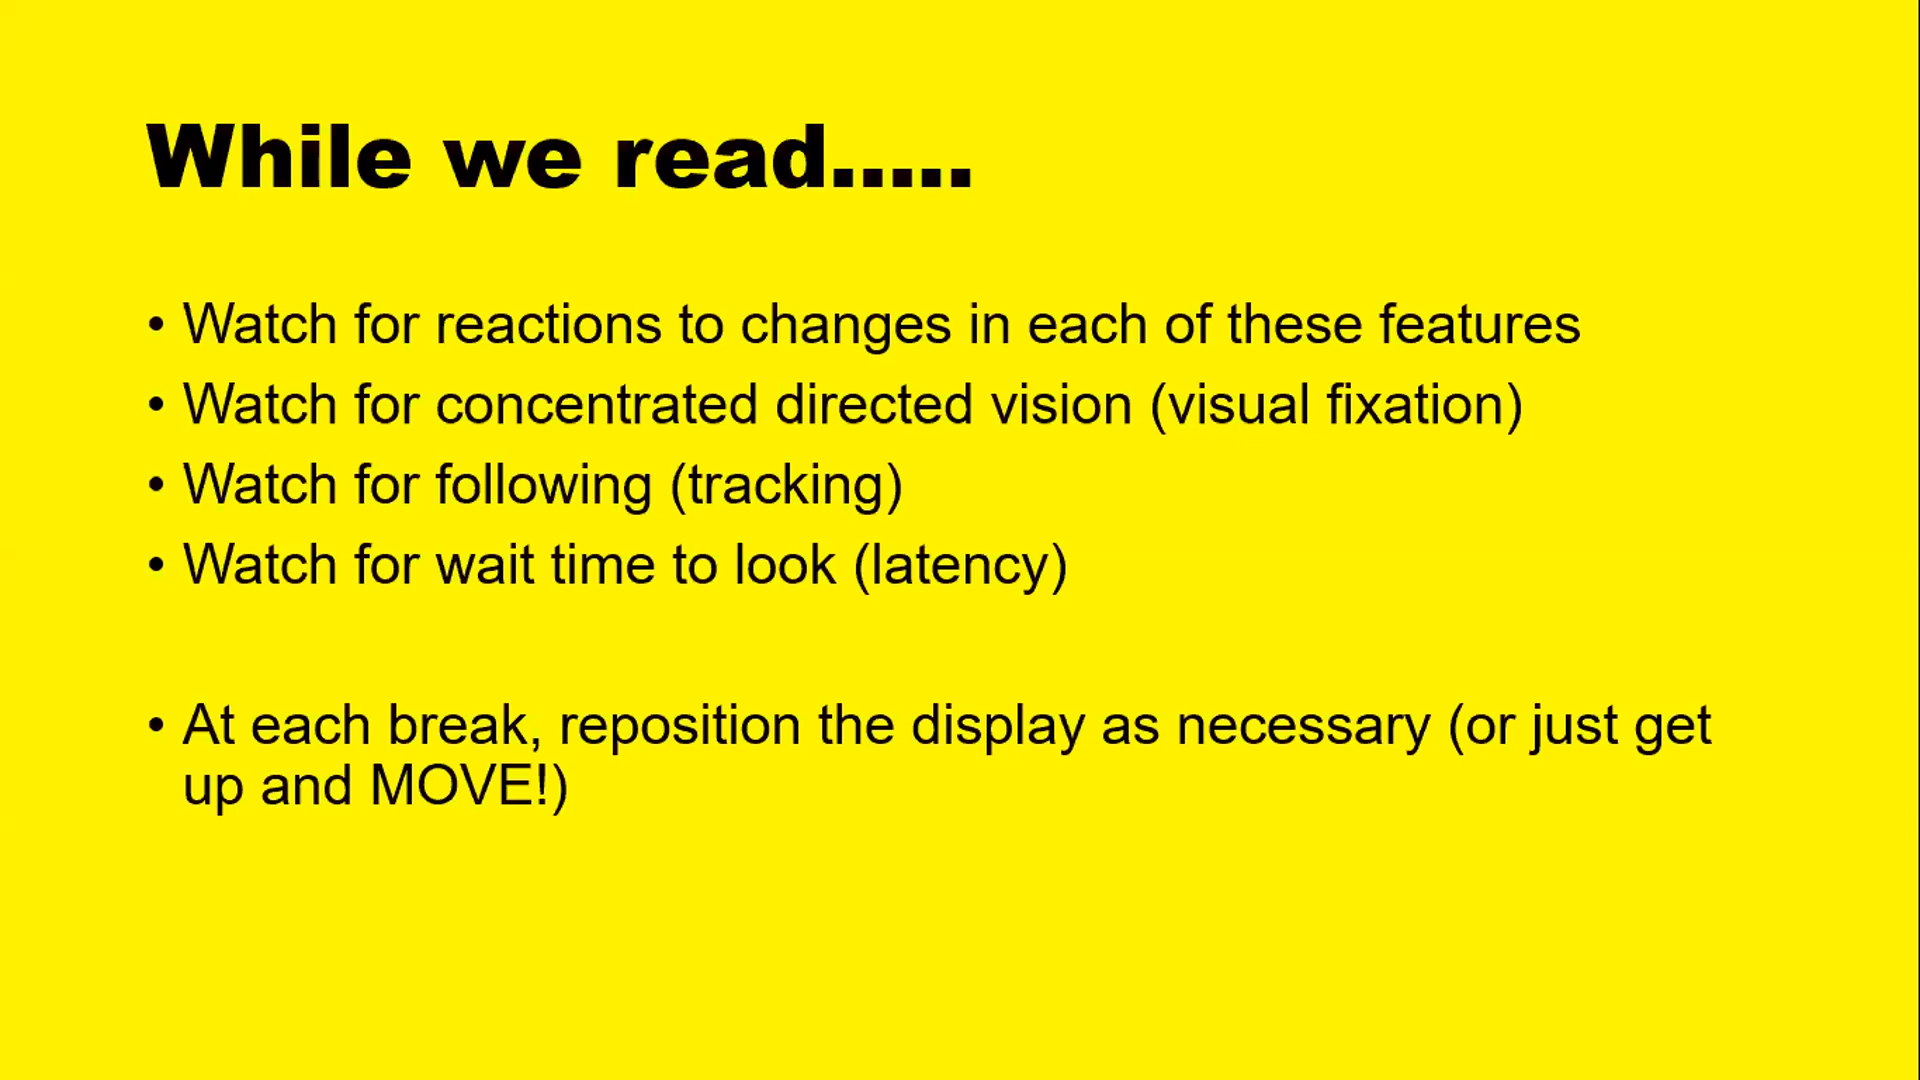 While we read.....
• Watch for reactions to changes in each of these features
• Watch for concentrated directed vision (visual fixation)
• Watch for following (tracking)
• Watch for wait time to look (latency)
• At each break, reposition the display as necessary (or just get
up and MOVE!)